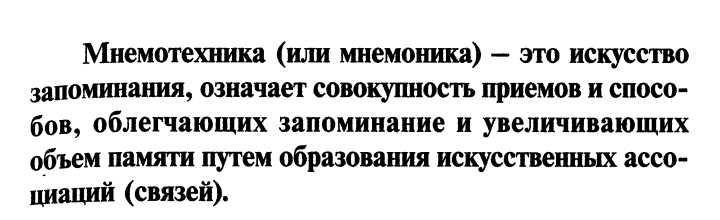 Мнемотехника (или мнемоника) – это искусство
запоминания, означает совокупность приемов и спосо-
бов, облегчающих запоминание и увеличивающих
объем памяти путем образования искусственных ассо-
циаций (связей).